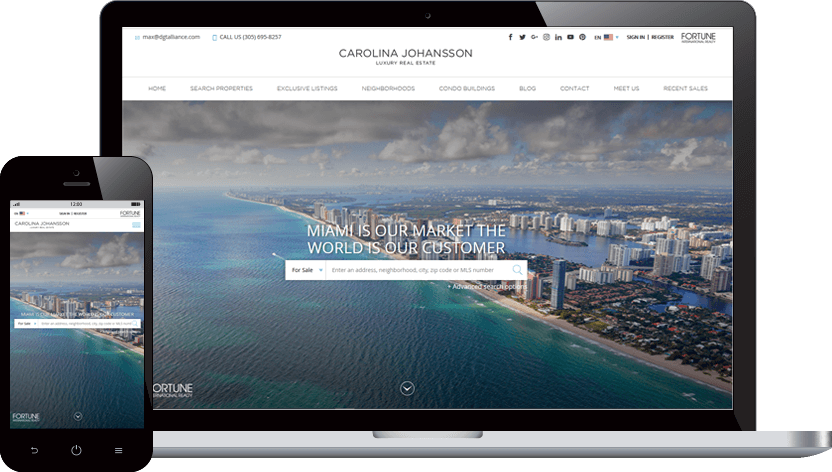 max@dgtalliance.com CALL US (305) 695-8257 EN SIGN IN | REGISTER FORTUNE
INTERNATIONAL REALTY
CAROLINA JOHANSSON
LUXURY REAL ESTATE
HOME SEARCH PROPERTIES EXCLUSIVE LISTINGS NEIGHBORHOODS CONDO BUILDINGS BLOG CONTACT MEET US RECENT SALES
MIAMI IS OUR MARKET THE
WORLD IS OUR CUSTOMER
For Sale Enter an address, neighborhood, city, zip code or MLS number
+ Advanced search options
ORTUNE
NTERNATIONAL REALTY
12:00
EN SIGN IN | REGISTER FORTUNE
CAROLINA JOHANSSON
LUXURY REAL ESTATE
MIAMI IS OUR MARKET THE WORLD IS OUR CUSTOMER
For Sale Enter an address, neighborhood, city, zip code or MLS number
FORTUNE
INTERNATIONAL REALTY